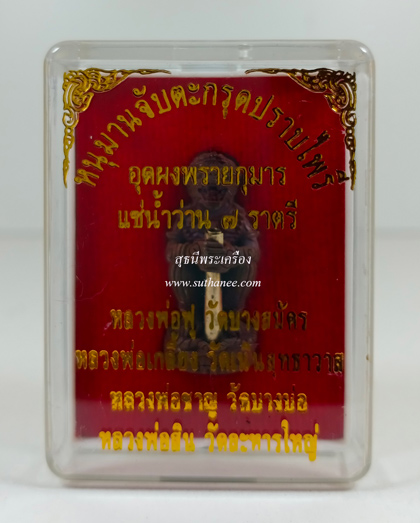 หนุมานจับตะกรุดปราบไพรี
อุดผงพรายกุมาร
แช่น้ำว่าน ๗ ราตรี
สุธนีพระเครื่อง
www.suthanee.com
หลวงพ่อฟู วัดบางสมัคร
หลวงพ่อเกลี้ยง วัดเนินสุทธาวาส
หลวงพ่อชาญ วัดบางบ่อ
หลวงพ่อสิน วัดละหารใหญ่